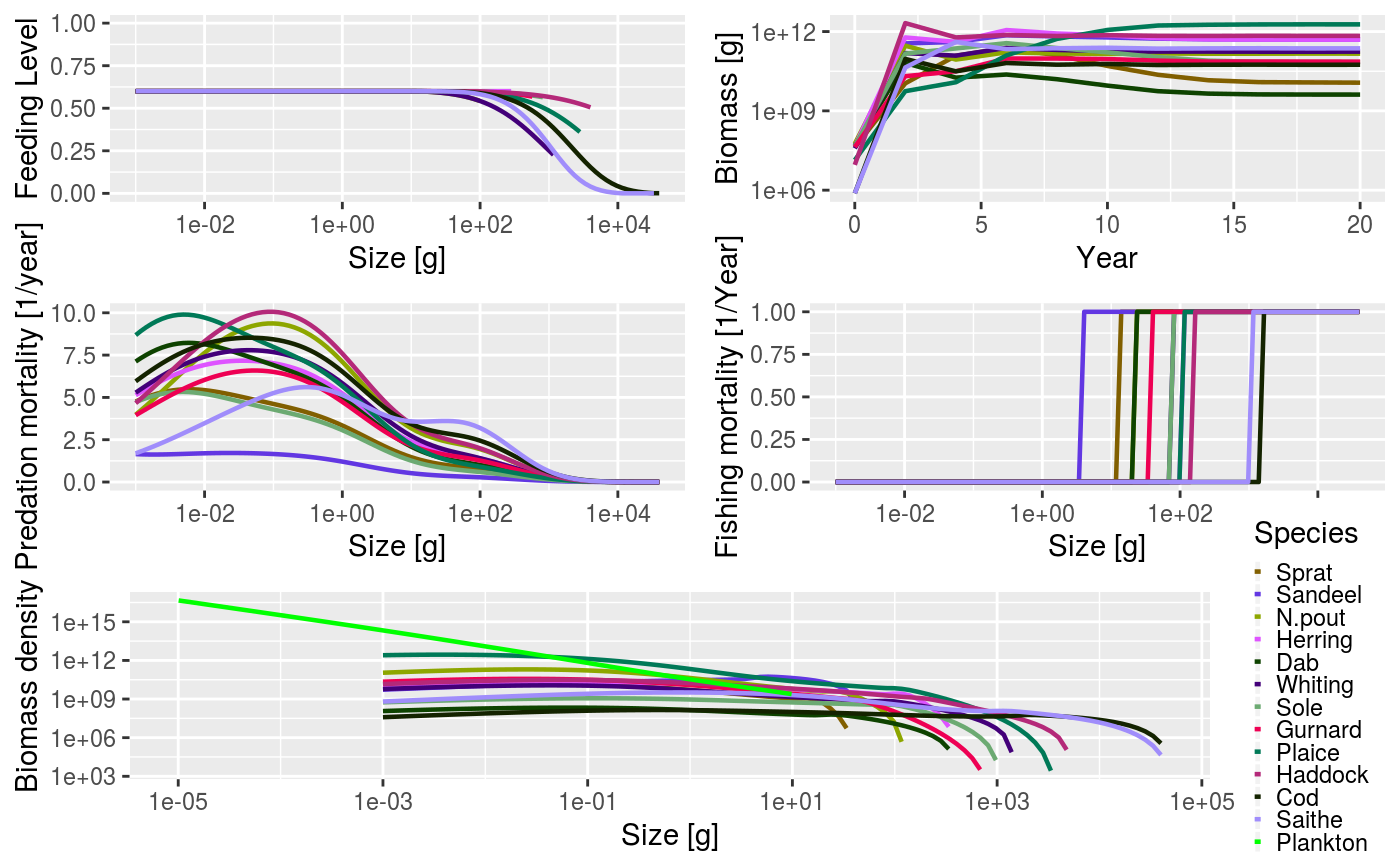 Feeding Level
1.00
0.75
0.50
0.25
0.00
1e-02 1e+00 1e+02 1e+04
Size [g]
Biomass [g]
1e+12
1e+09
1e+06
0 5 10 15 20
Year
Predation mortality [1/year]
10.0
7.5
5.0
2.5
0.0
1e-02 1e+00 1e+02 1e+04
Size [g]
Fishing mortality [1/Year]
1.00
0.75
0.50
0.25
0.00
1e-02 1e+00 1e+02
Size [g]
Biomass density
1e+15
1e+12
1e+09
1e+06
1e+03
1e-05 1e-03 1e-01 1e+01 1e+03 1e+05
Size [g]
Species
Sprat
Sandeel
N.pout
Herring
Dab
Whiting
Sole
Gurnard
Plaice
Haddock
Cod
Saithe
Plankton